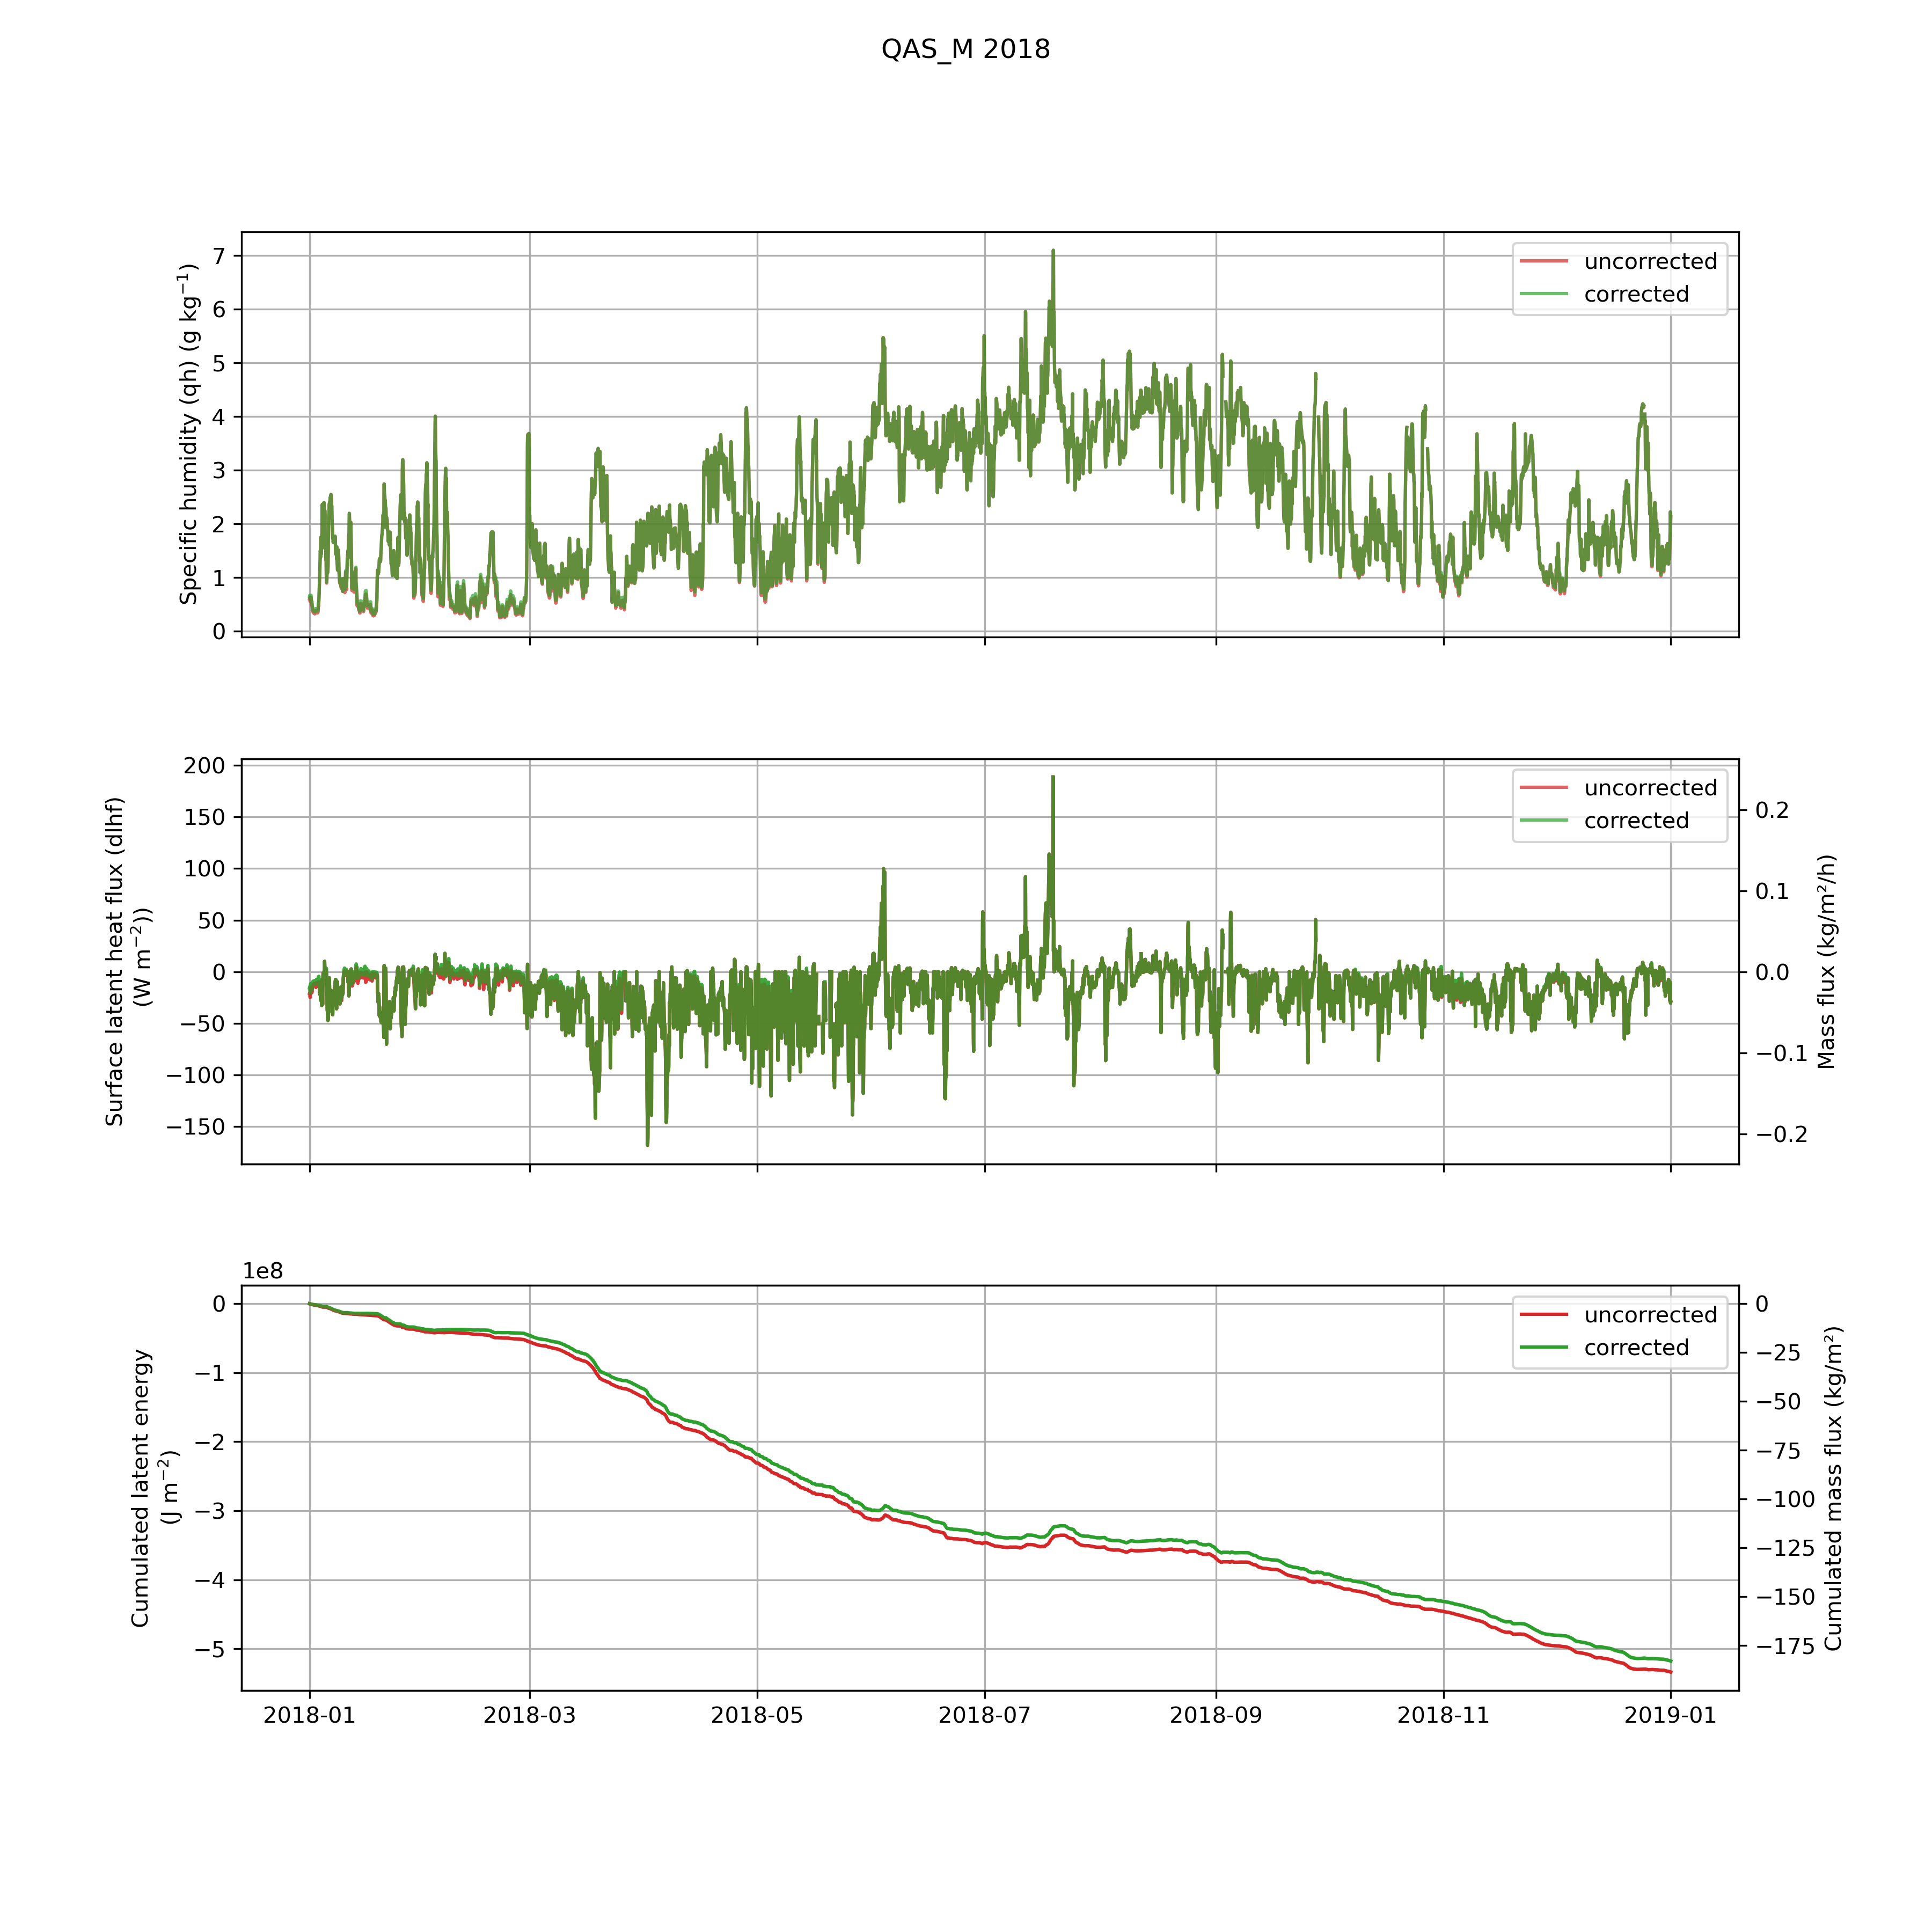 QAS_M 2018
Specific humidity (qh) (g kg⁻¹)
7
6
5
4
3
2
1
0
uncorrected
corrected
Surface latent heat flux (dlhf)
(W m⁻²))
200
150
100
50
0
−50
−100
−150
uncorrected
corrected
0.2
0.1
0.0
−0.1
−0.2
Mass flux (kg/m²/h)
1e8
Cumulated latent energy
(J m⁻²)
0
−1
−2
−3
−4
−5
uncorrected
corrected
0
−25
−50
−75
−100
−125
−150
−175
Cumulated mass flux (kg/m²)
2018-01 2018-03 2018-05 2018-07 2018-09 2018-11 2019-01